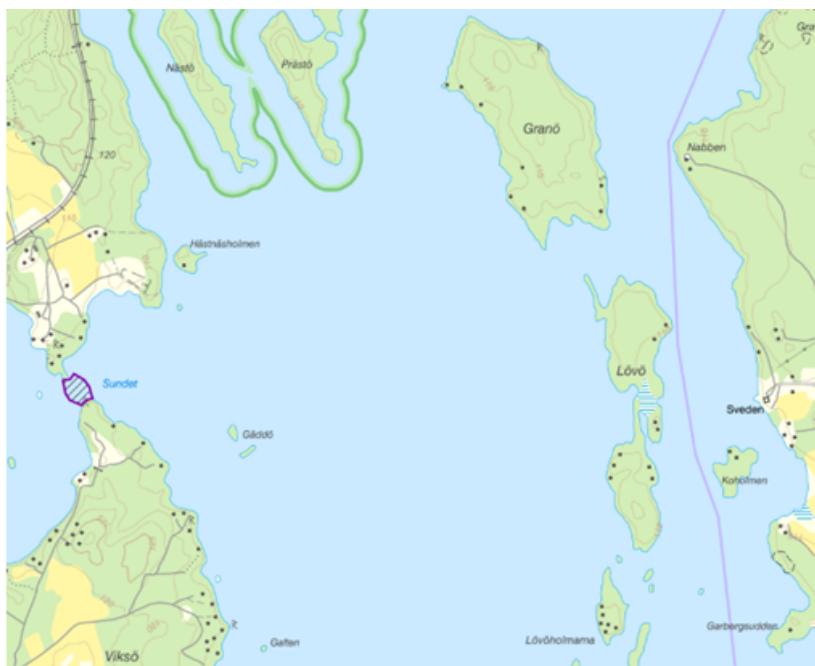 Nästö
Prästö
Granö
120
Nabben
Hästnäsholmen
Lövö
Sundet
Sveden
Gäddö
Koholmen
Garbergsudden
Lövöholmarna
Galten
Viksö